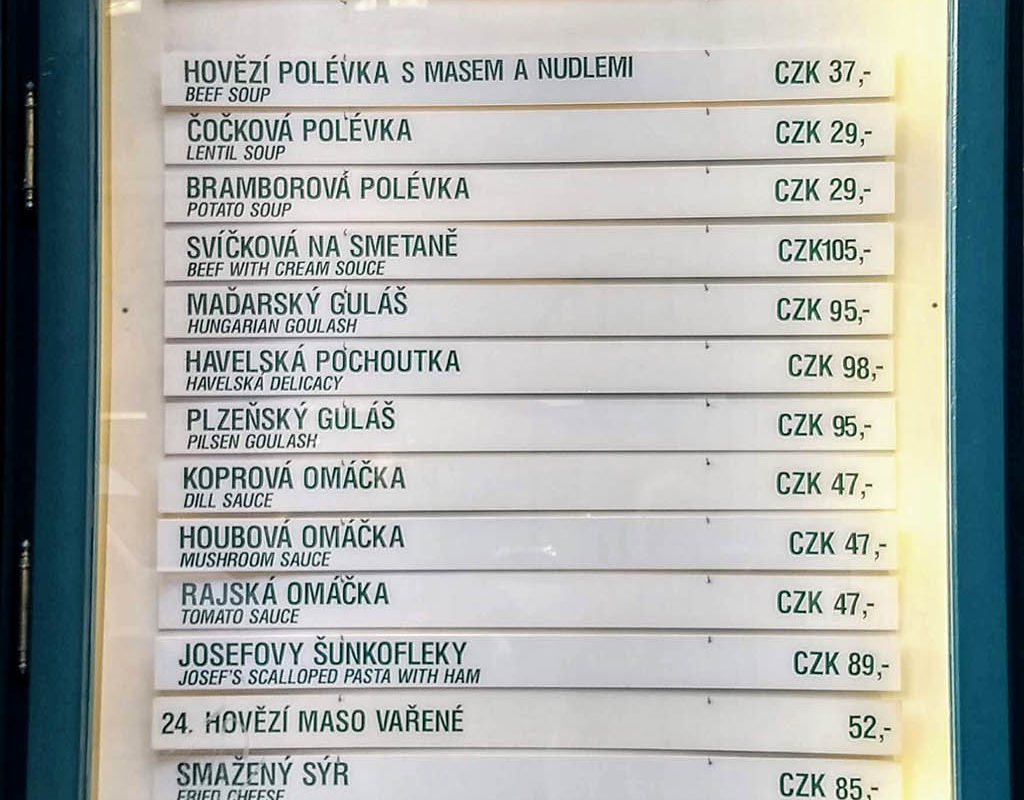 HOVĚZÍ POLÉVKA S MASEM A NUDLEMI CZK 37,-
BEEF SOUP
ČOČKOVÁ POLÉVKA CZK 29,-
LENTIL SOUP
BRAMBOROVÁ POLÉVKA CZK 29,-
POTATO SOUP
SVÍČKOVÁ NA SMETANĚ CZK105,-
BEEF WITH CREAM SOUCE
MAĎARSKÝ GULÁŠ CZK 95,-
HUNGARIAN GOULASH
HAVELSKÁ POCHOUTKA CZK 98,-
HAVELSKÁ DELICACY
PLZEŇSKÝ GULÁŠ CZK 95,-
PILSEN GOULASH
KOPROVÁ OMÁČKA CZK 47,-
DILL SAUCE
HOUBOVÁ OMÁČKA CZK 47,-
MUSHROOM SAUCE
RAJSKÁ OMÁČKA CZK 47,-
TOMATO SAUCE
JOSEFOVY ŠUNKOFLEKY CZK 89,-
JOSEF'S SCALLOPED PASTA WITH HAM
24. HOVĚZÍ MASO VAŘENÉ 52,-
SMAŽENÝ SÝR CZK 85,-
FRIED CHEESE